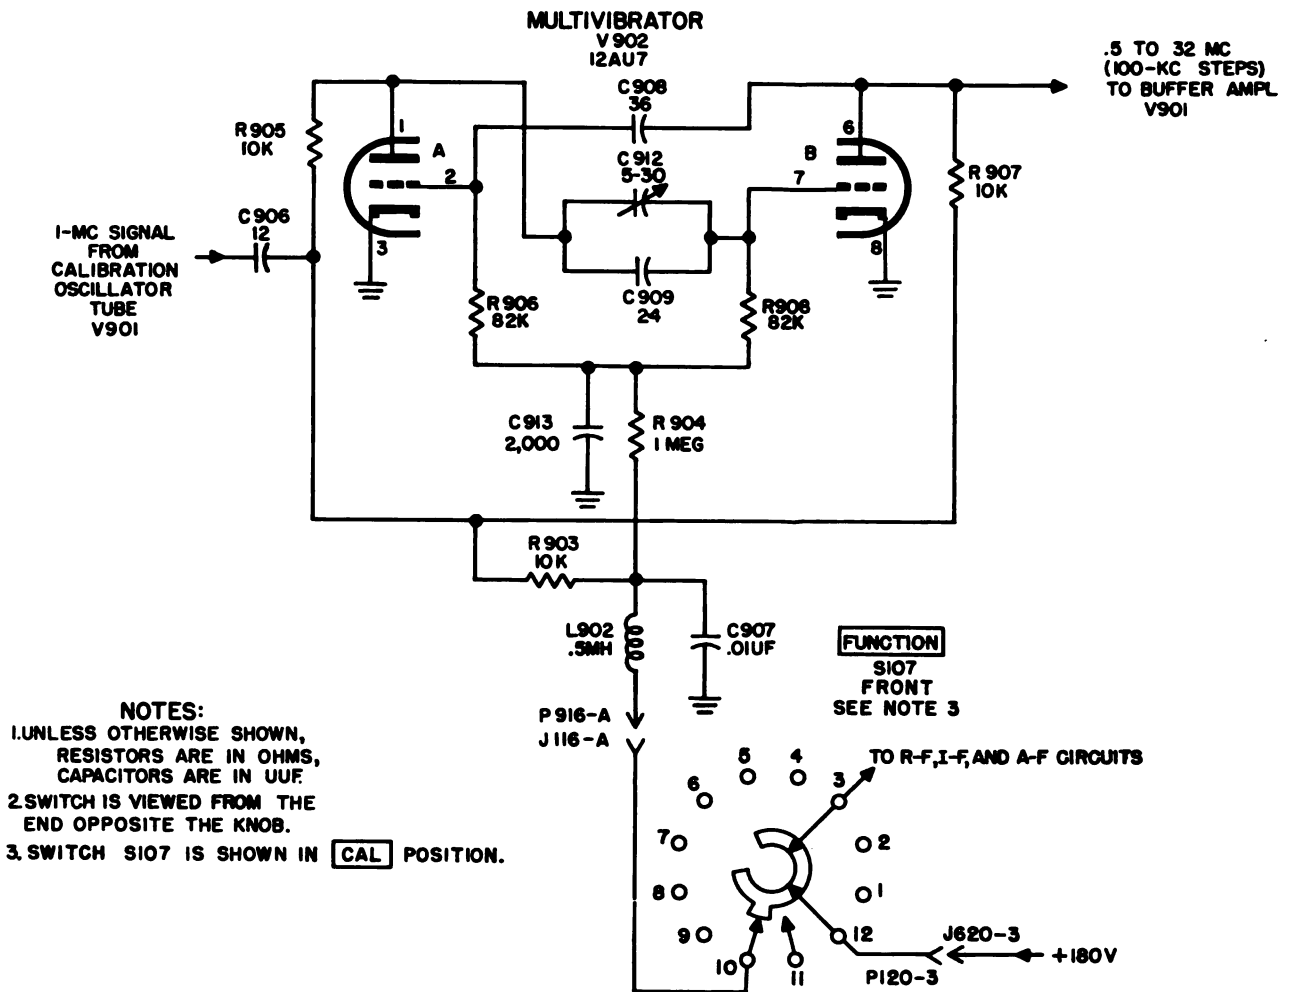 MULTIVIBRATOR
V902
12AU7
.5 TO 32 MC
(100-KC STEPS)
TO BUFFER AMPL
V901
C908
36
R905
10K
1
A
2
3
C912
5-30
6
B
7
8
R907
10K
C906
12
1-MC SIGNAL
FROM
CALIBRATION
OSCILLATOR
TUBE
V901
C909
24
R906
82K
R908
82K
C913
2,000
R904
1 MEG
R903
10K
L902
.5MH
C907
.01UF
FUNCTION
S107
FRONT
SEE NOTE 3
P916-A
J116-A
NOTES:
1.UNLESS OTHERWISE SHOWN,
RESISTORS ARE IN OHMS,
CAPACITORS ARE IN UUF.
2.SWITCH IS VIEWED FROM THE
END OPPOSITE THE KNOB.
3. SWITCH S107 IS SHOWN IN CAL POSITION.
TO R-F,I-F,AND A-F CIRCUITS
5
4
3
6
7
2
8
1
9
12
10
11
J620-3
+180V
P120-3